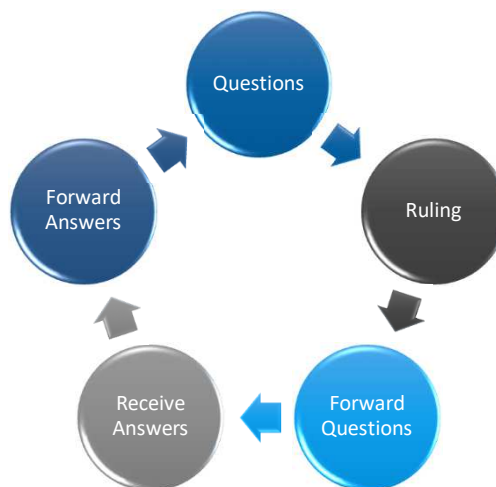 Questions
Ruling
Forward
Questions
Receive
Answers
Forward
Answers